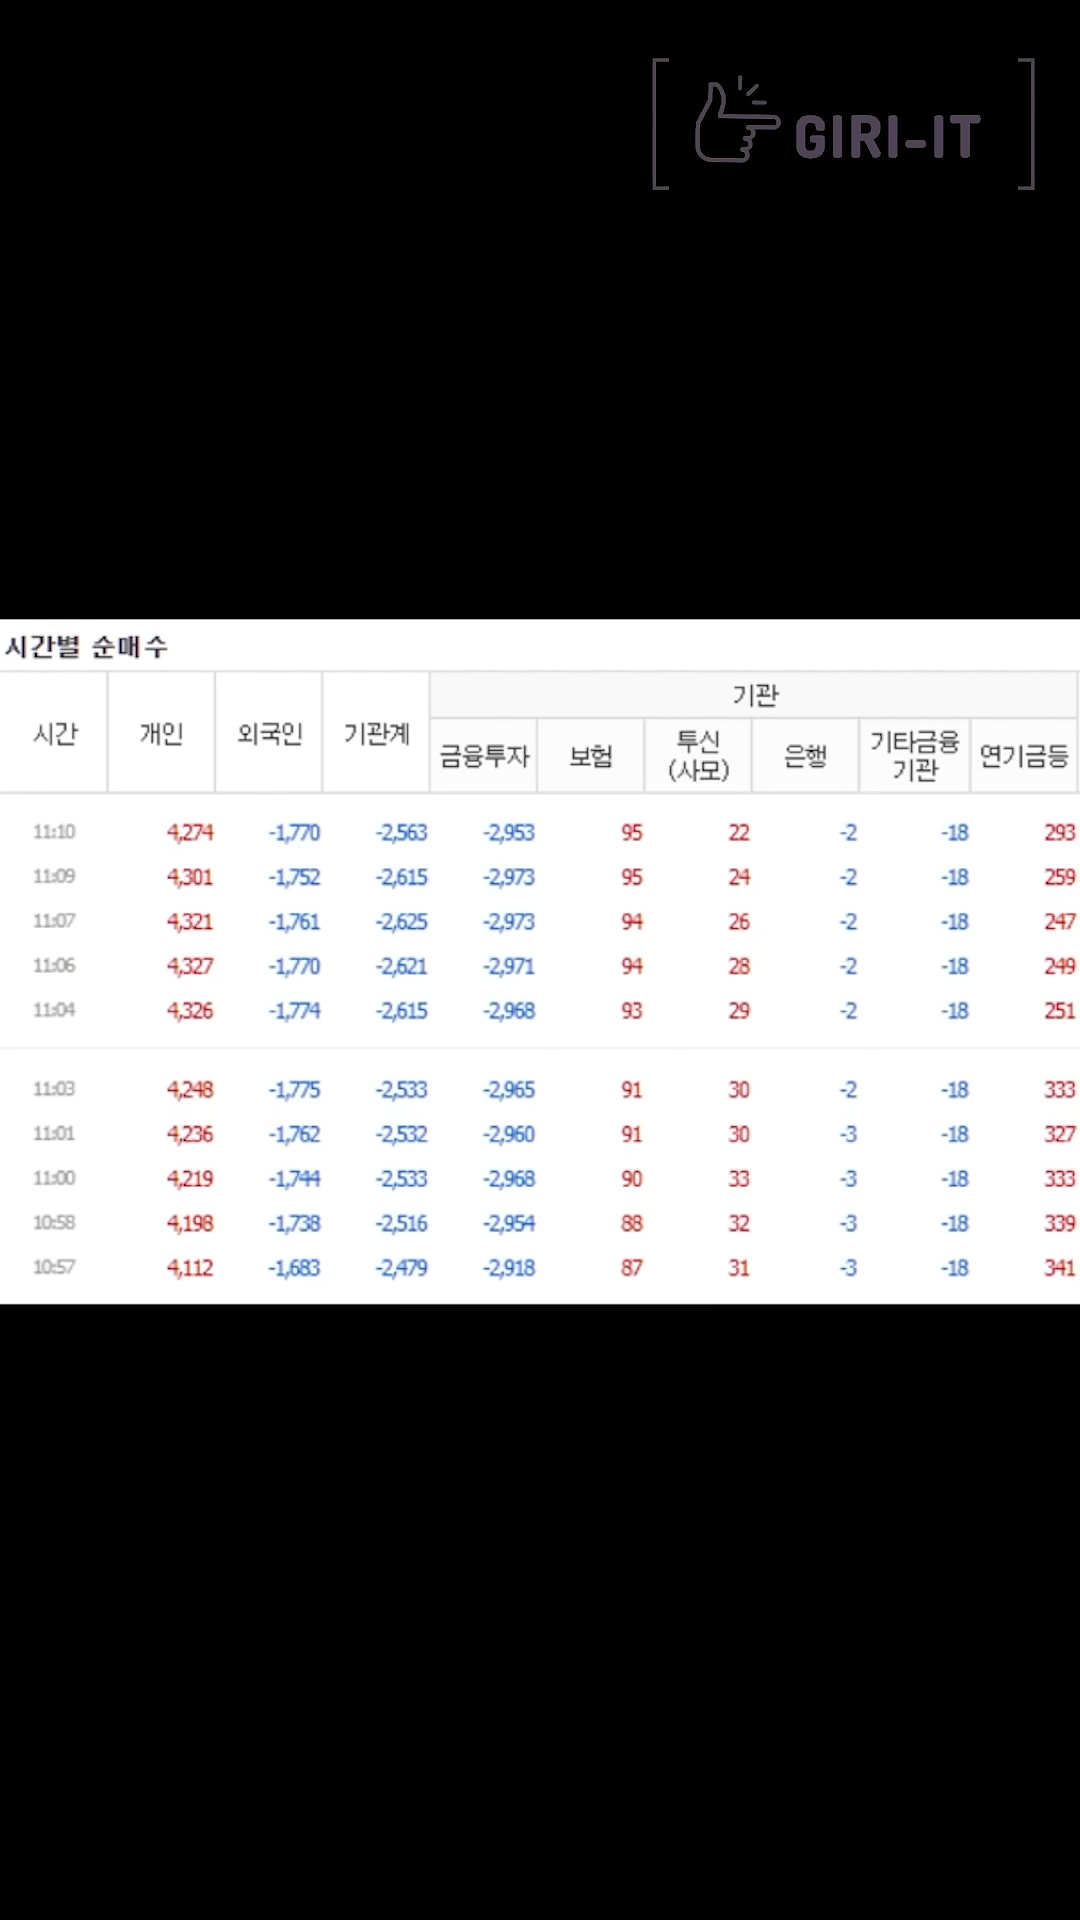 GIRI-IT
시간별 순매수
시간 개인 외국인 기관계 기관
금융투자 보험 투신(사모) 은행 기타금융기관 연기금등
11:10 4,274 -1,770 -2,563 -2,953 95 22 -2 -18 293
11:09 4,301 -1,752 -2,615 -2,973 95 24 -2 -18 259
11:07 4,321 -1,761 -2,625 -2,973 94 26 -2 -18 247
11:06 4,327 -1,770 -2,621 -2,971 94 28 -2 -18 249
11:04 4,326 -1,774 -2,615 -2,968 93 29 -2 -18 251
11:03 4,248 -1,775 -2,533 -2,965 91 30 -2 -18 333
11:01 4,236 -1,762 -2,532 -2,960 91 30 -3 -18 327
11:00 4,219 -1,744 -2,533 -2,968 90 33 -3 -18 333
10:58 4,198 -1,738 -2,516 -2,954 88 32 -3 -18 339
10:57 4,112 -1,683 -2,479 -2,918 87 31 -3 -18 341